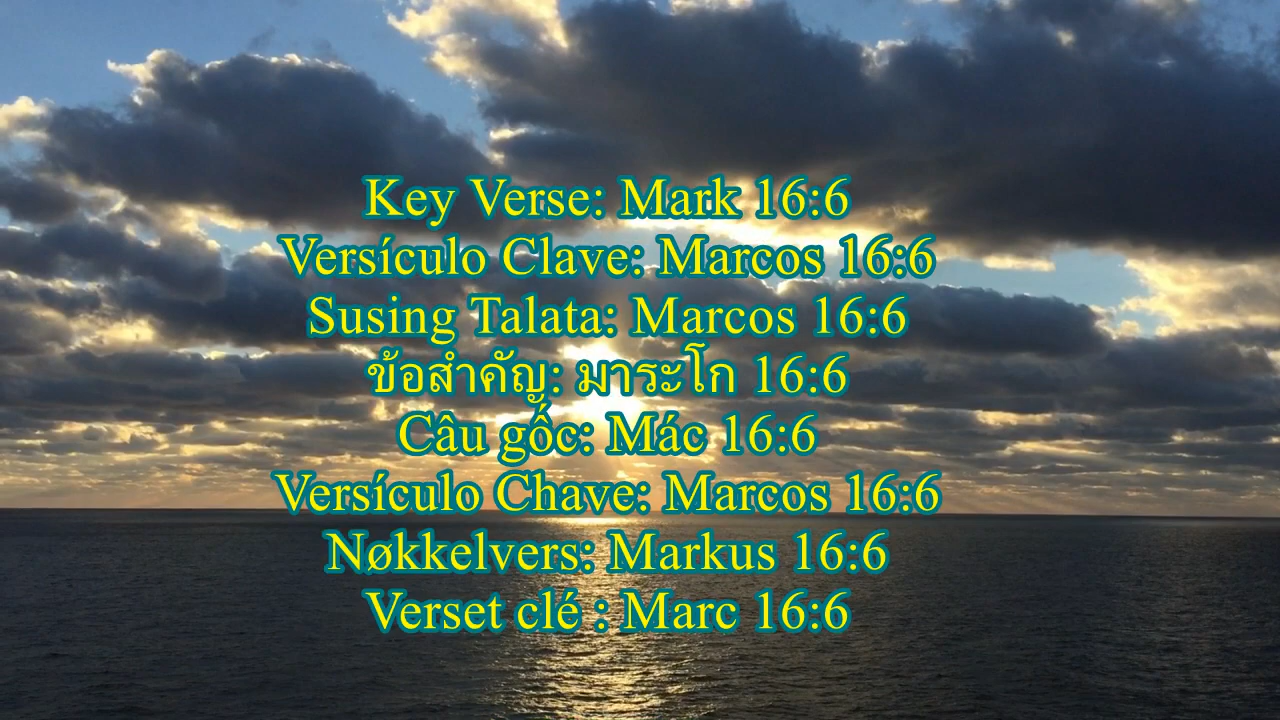 Key Verse: Mark 16:6
Versículo Clave: Marcos 16:6
Susing Talata: Marcos 16:6
ข้อสำคัญ: มาระโก 16:6
Câu gốc: Mác 16:6
Versículo Chave: Marcos 16:6
Nøkkelvers: Markus 16:6
Verset clé : Marc 16:6